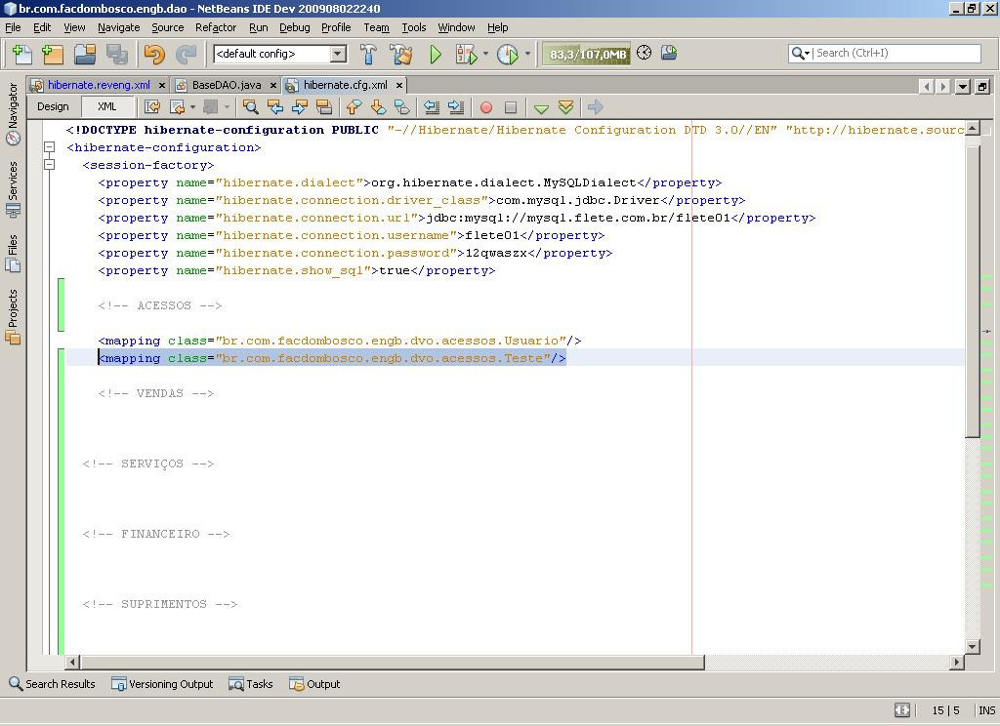 br.com.facdombosco.engb.dao - NetBeans IDE Dev 200908022240
File Edit View Navigate Source Refactor Run Debug Profile Team Tools Window Help
<default config> 83,3/107,0MB Search (Ctrl+I)
hibernate.reveng.xml BaseDAO.java hibernate.cfg.xml
Design XML
Navigator
Services
Files
Projects
<!DOCTYPE hibernate-configuration PUBLIC "-//Hibernate/Hibernate Configuration DTD 3.0//EN" "http://hibernate.sourc
<hibernate-configuration>
<session-factory>
<property name="hibernate.dialect">org.hibernate.dialect.MySQLDialect</property>
<property name="hibernate.connection.driver_class">com.mysql.jdbc.Driver</property>
<property name="hibernate.connection.url">jdbc:mysql://mysql.flete.com.br/flete01</property>
<property name="hibernate.connection.username">flete01</property>
<property name="hibernate.connection.password">12qwaszx</property>
<property name="hibernate.show_sql">true</property>
<!-- ACESSOS -->
<mapping class="br.com.facdombosco.engb.dvo.acessos.Usuario"/>
<mapping class="br.com.facdombosco.engb.dvo.acessos.Teste"/>
<!-- VENDAS -->
<!-- SERVIÇOS -->
<!-- FINANCEIRO -->
<!-- SUPRIMENTOS -->
Search Results Versioning Output Tasks Output
15 | 5 INS